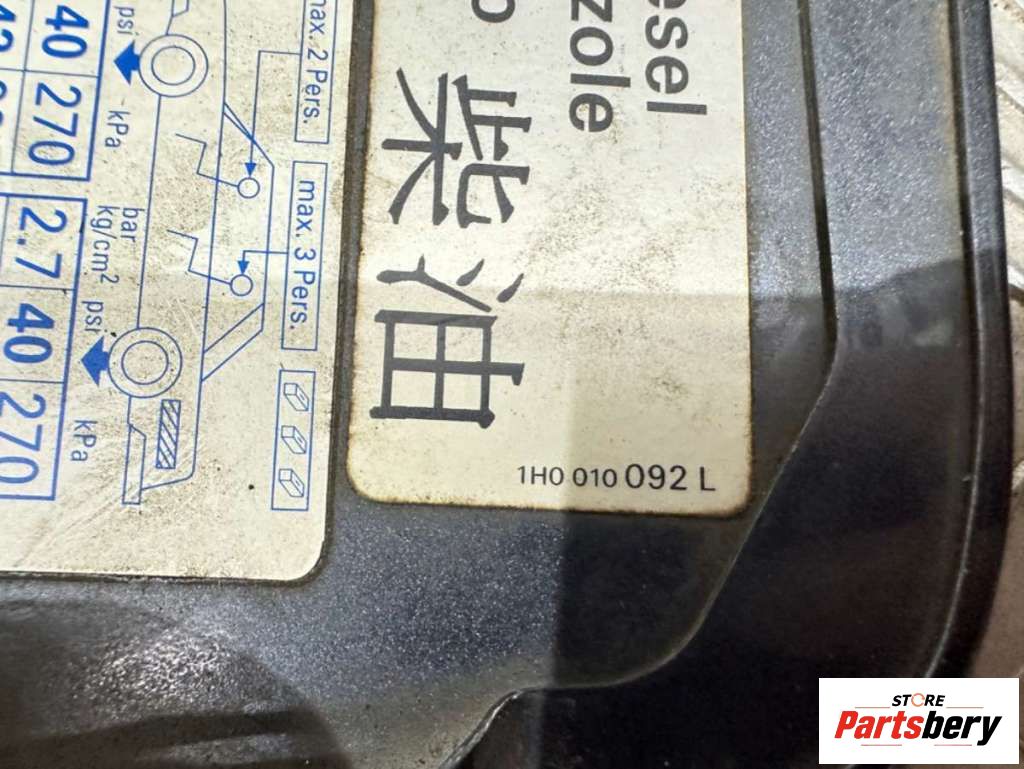 esel
zole
柴油
1H0 010 092 L
max. 2 Pers.
max. 3 Pers.
psi kPa bar kg/cm2 psi kPa
40 270 2.7 40 270
STORE
Partsbery